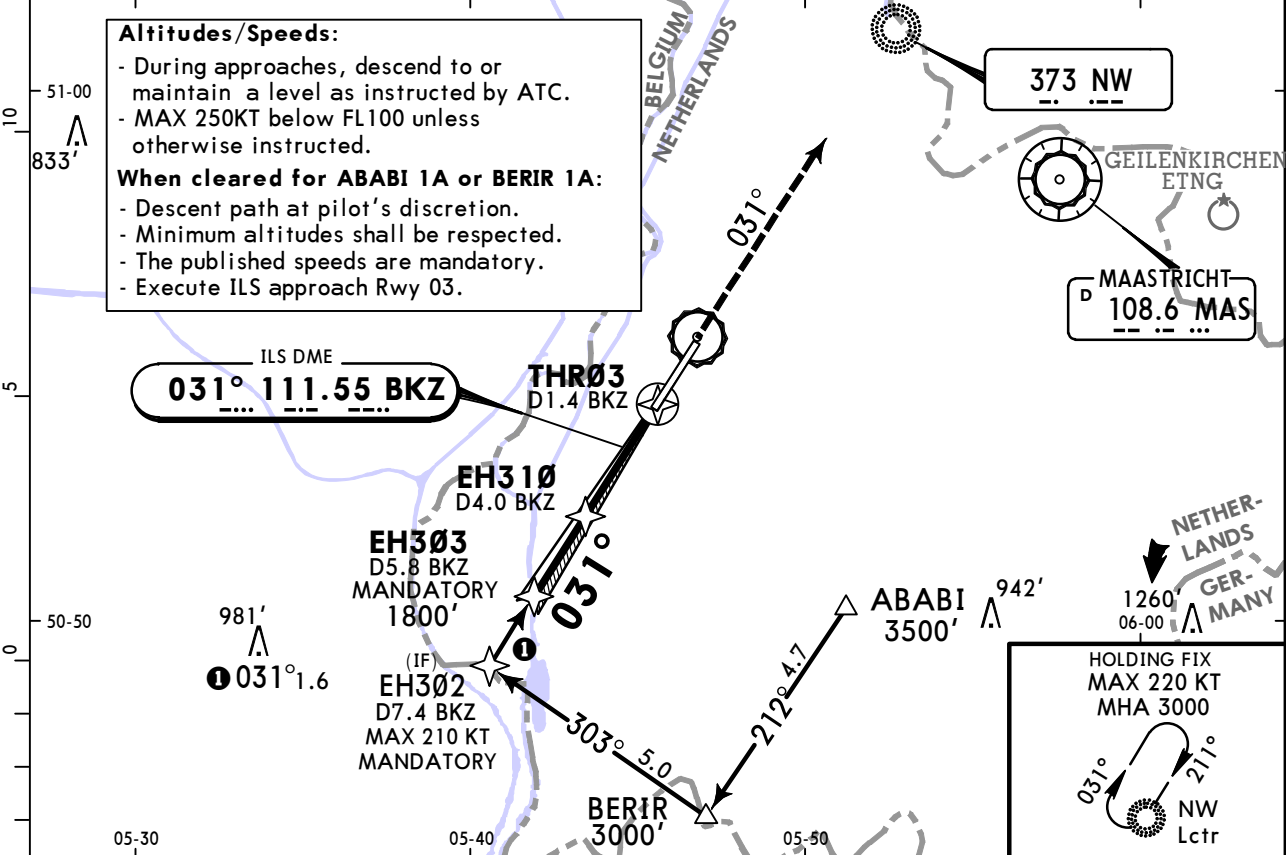 Altitudes/Speeds:
- During approaches, descend to or
maintain a level as instructed by ATC.
- MAX 250KT below FL100 unless
otherwise instructed.
When cleared for ABABI 1A or BERIR 1A:
- Descent path at pilot's discretion.
- Minimum altitudes shall be respected.
- The published speeds are mandatory.
- Execute ILS approach Rwy 03.
BELGIUM
NETHERLANDS
373 NW
51-00
10
833'
GEILENKIRCHEN
ETNG
031°
MAASTRICHT
D 108.6 MAS
ILS DME
031° 111.55 BKZ
THRØ3
D1.4 BKZ
5
EH31Ø
D4.0 BKZ
EH3Ø3
D5.8 BKZ
MANDATORY
1800'
031°
NETHER-
LANDS
GER-
MANY
ABABI
3500'
942'
1260'
06-00
50-50
981'
❶ 031° 1.6
0
❶
(IF)
EH3Ø2
D7.4 BKZ
MAX 210 KT
MANDATORY
303° 5.0
212° 4.7
BERIR
3000'
HOLDING FIX
MAX 220 KT
MHA 3000
031°
211°
NW
Lctr
05-30
05-40
05-50